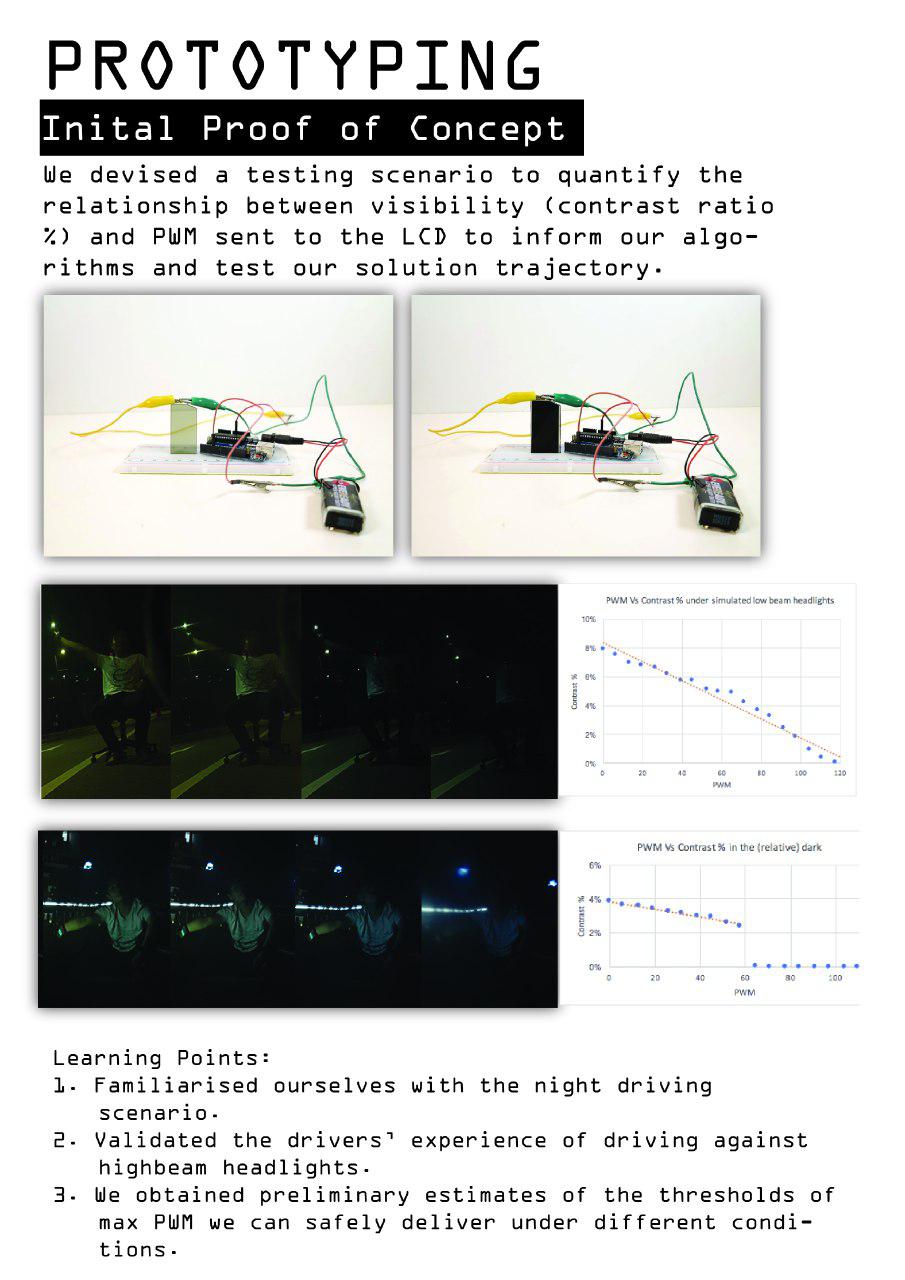 PROTOTYPING
Inital Proof of Concept
We devised a testing scenario to quantify the
relationship between visibility (contrast ratio
%) and PWM sent to the LCD to inform our algo-
rithms and test our solution trajectory.
PWM Vs Contrast % under simulated low beam headlights
10%
8%
6%
4%
2%
0%
Contrast %
0 20 40 60 80 100 120
PWM
PWM Vs Contrast % in the (relative) dark
6%
4%
2%
0%
Contrast %
0 20 40 60 80 100
PWM
Learning Points:
1. Familiarised ourselves with the night driving
scenario.
2. Validated the drivers' experience of driving against
highbeam headlights.
3. We obtained preliminary estimates of the thresholds of
max PWM we can safely deliver under different condi-
tions.